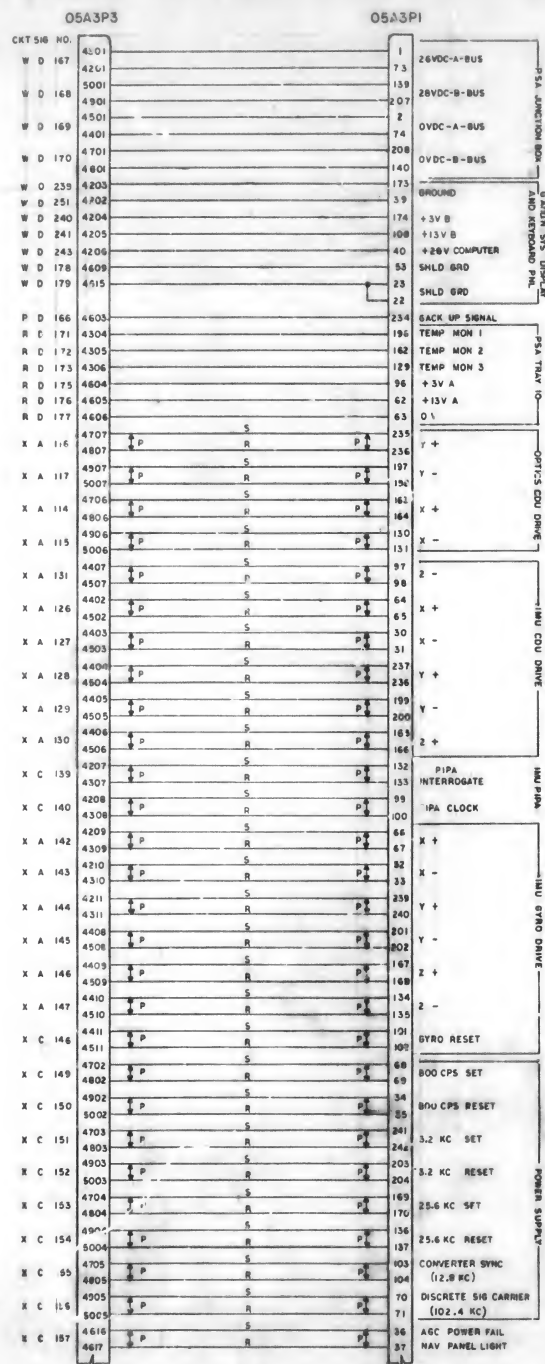 05A3P3 05A3P1
CKT SIG NO.
W D 167 4301 1 28VDC-A-BUS
4201 73
W D 168 5001 139 28VDC-B-BUS
4901 207
W D 169 4501 2 0VDC-A-BUS
4401 74
W D 170 4701 208 0VDC-B-BUS
4801 140
PSA JUNCTION BOX
W D 239 4203 173 GROUND
W D 251 4702 39
W D 240 4204 174 +3V B
W D 241 4205 108 +13V B
W D 243 4206 40 +28V COMPUTER
W D 178 4609 53 SHLD GRD
W D 179 4615 23 SHLD GRD
22
SYS DISPLAY AND KEYBOARD PNL
P D 166 4603 234 BACK UP SIGNAL
R D 171 4304 196 TEMP MON 1
R D 172 4305 162 TEMP MON 2
R D 173 4306 129 TEMP MON 3
R D 175 4604 96 +3V A
R D 176 4605 62 +13V A
R D 177 4606 63
PSA TRAY 10
X A 116 4707 P S P 235 Y +
4807 R 236
X A 117 4907 P S P 197 Y -
5007 R
X A 114 4706 P S P X +
4806 R 164
X A 115 4906 P S P 130 X -
5006 R 131
OPTICS CDU DRIVE
X A 131 4407 P S P 97 Z -
4507 98
X A 126 4402 P S P 64 X +
4502 R 65
X A 127 4403 P S P 30 X -
4503 R 31
X A 128 4404 P S P 237 Y +
4504 R 236
X A 129 4405 P S P 199 Y -
4505 R 200
X A 130 4406 P S P 165 Z +
4506 R 166
IMU CDU DRIVE
X C 139 4207 P S P 132 PIPA INTERROGATE
4307 R 133
X C 140 4208 P S P 99 PIPA CLOCK
4308 R 100
IMU PIPA
X A 142 4209 P S P 66 X +
4309 R 67
X A 143 4210 P S P 32 X -
4310 R 33
X A 144 4211 P S P 239 Y +
4311 R 240
X A 145 4408 P S P 201 Y -
4508 R 202
X A 146 4409 P S P 167 Z +
4509 R 168
X A 147 4410 P S P 134 Z -
4510 R 135
X C 146 4411 P S P 101 GYRO RESET
4511 R 102
IMU GYRO DRIVE
X C 149 4702 P S P 68 800 CPS SET
4802 R 69
X C 150 4902 P S P 34 800 CPS RESET
5002 R 35
X C 151 4703 P S P 241 3.2 KC SET
4803 R 242
X C 152 4903 P S P 203 3.2 KC RESET
5003 R 204
X C 153 4704 P S P 169 25.6 KC SET
4804 R 170
X C 154 4904 P S P 136 25.6 KC RESET
5004 R 137
X C 4705 P S P 103 CONVERTER SYNC
4805 R 104 (12.8 KC)
X C 4905 P S P 70 DISCRETE SIG CARRIER
5005 R 71 (102.4 KC)
X C 157 4616 P S P 36 AGC POWER FAIL
4617 R 37 NAV PANEL LIGHT
POWER SUPPLY